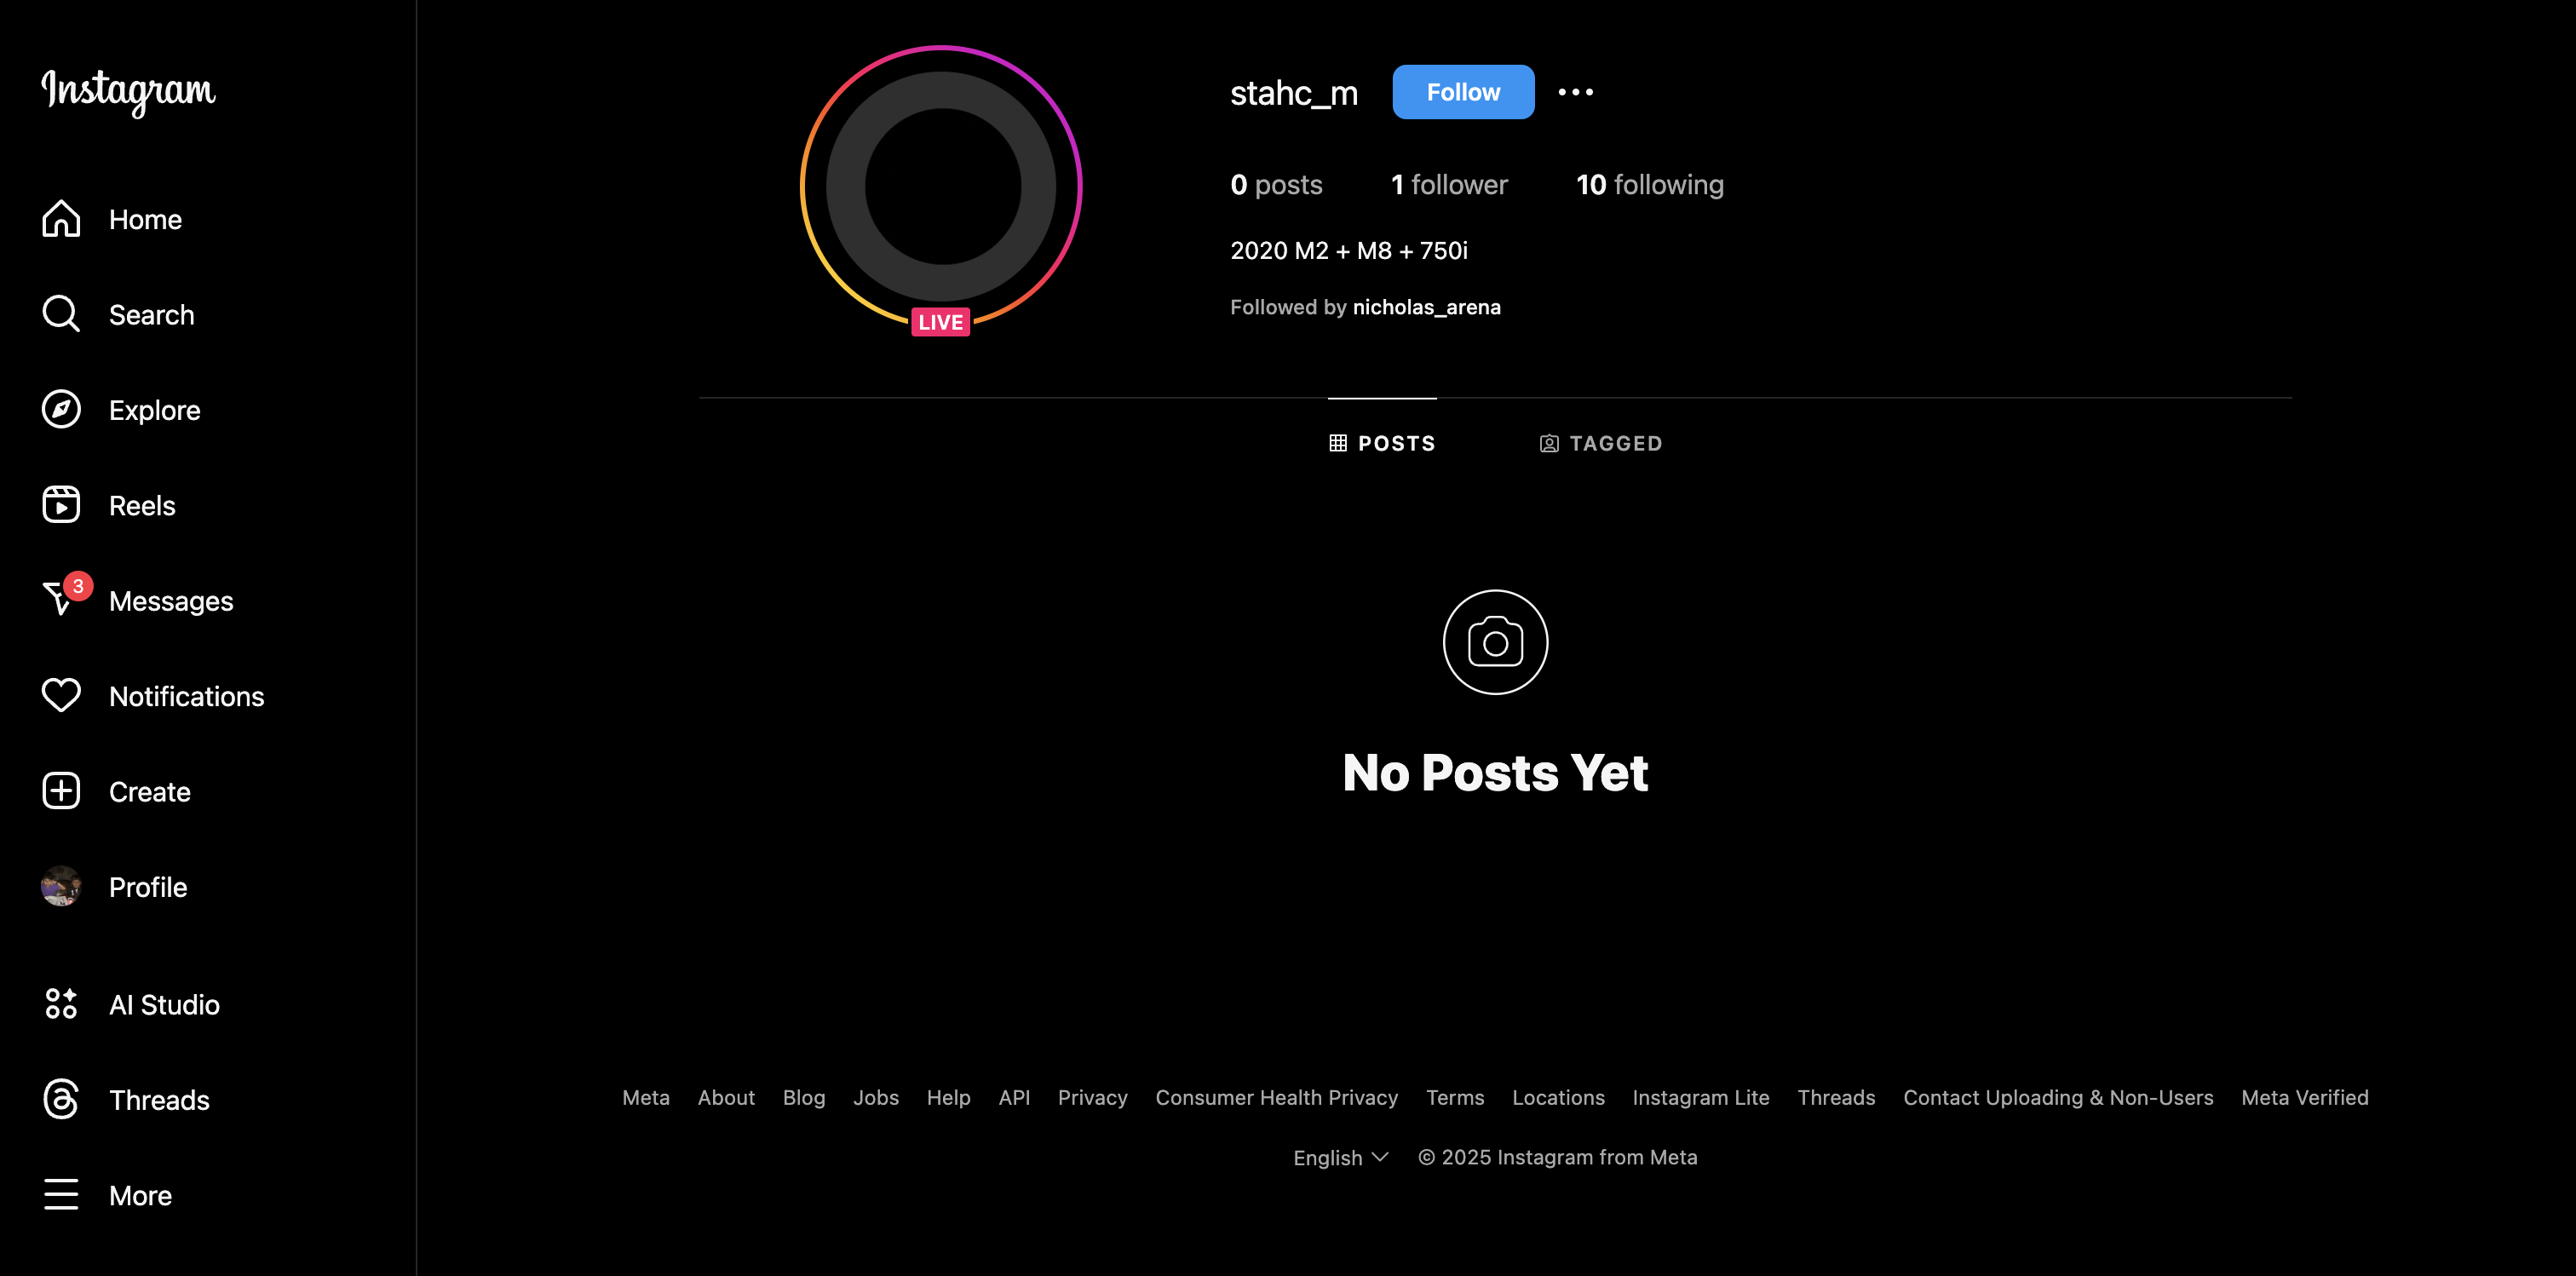 Instagram
Home
Search
Explore
Reels
3
Messages
Notifications
Create
Profile
AI Studio
Threads
More
LIVE
stahc_m
Follow
0 posts 1 follower 10 following
2020 M2 + M8 + 750i
Followed by nicholas_arena
POSTS TAGGED
No Posts Yet
Meta About Blog Jobs Help API Privacy Consumer Health Privacy Terms Locations Instagram Lite Threads Contact Uploading & Non-Users Meta Verified
English © 2025 Instagram from Meta